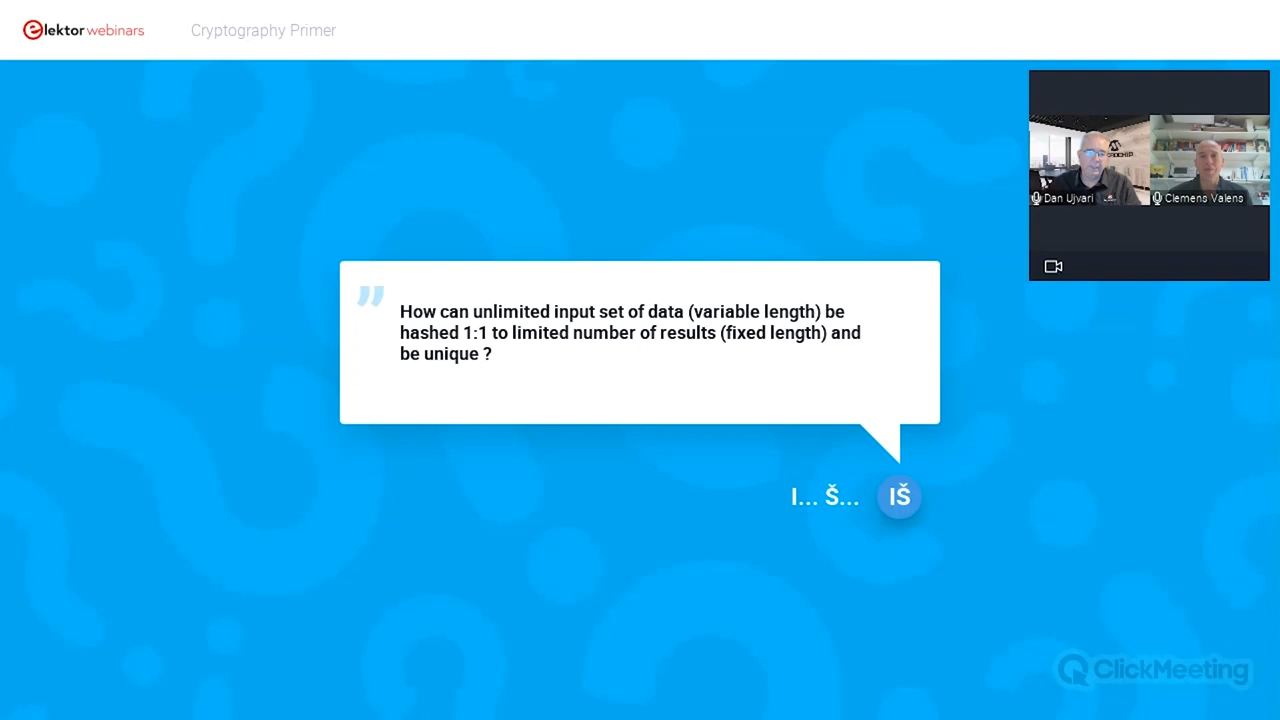 elektor webinars
Cryptography Primer
MICROCHIP
Dan Ujvari
Clemens Valens
”
How can unlimited input set of data (variable length) be
hashed 1:1 to limited number of results (fixed length) and
be unique ?
I... Š...
IŠ
ClickMeeting